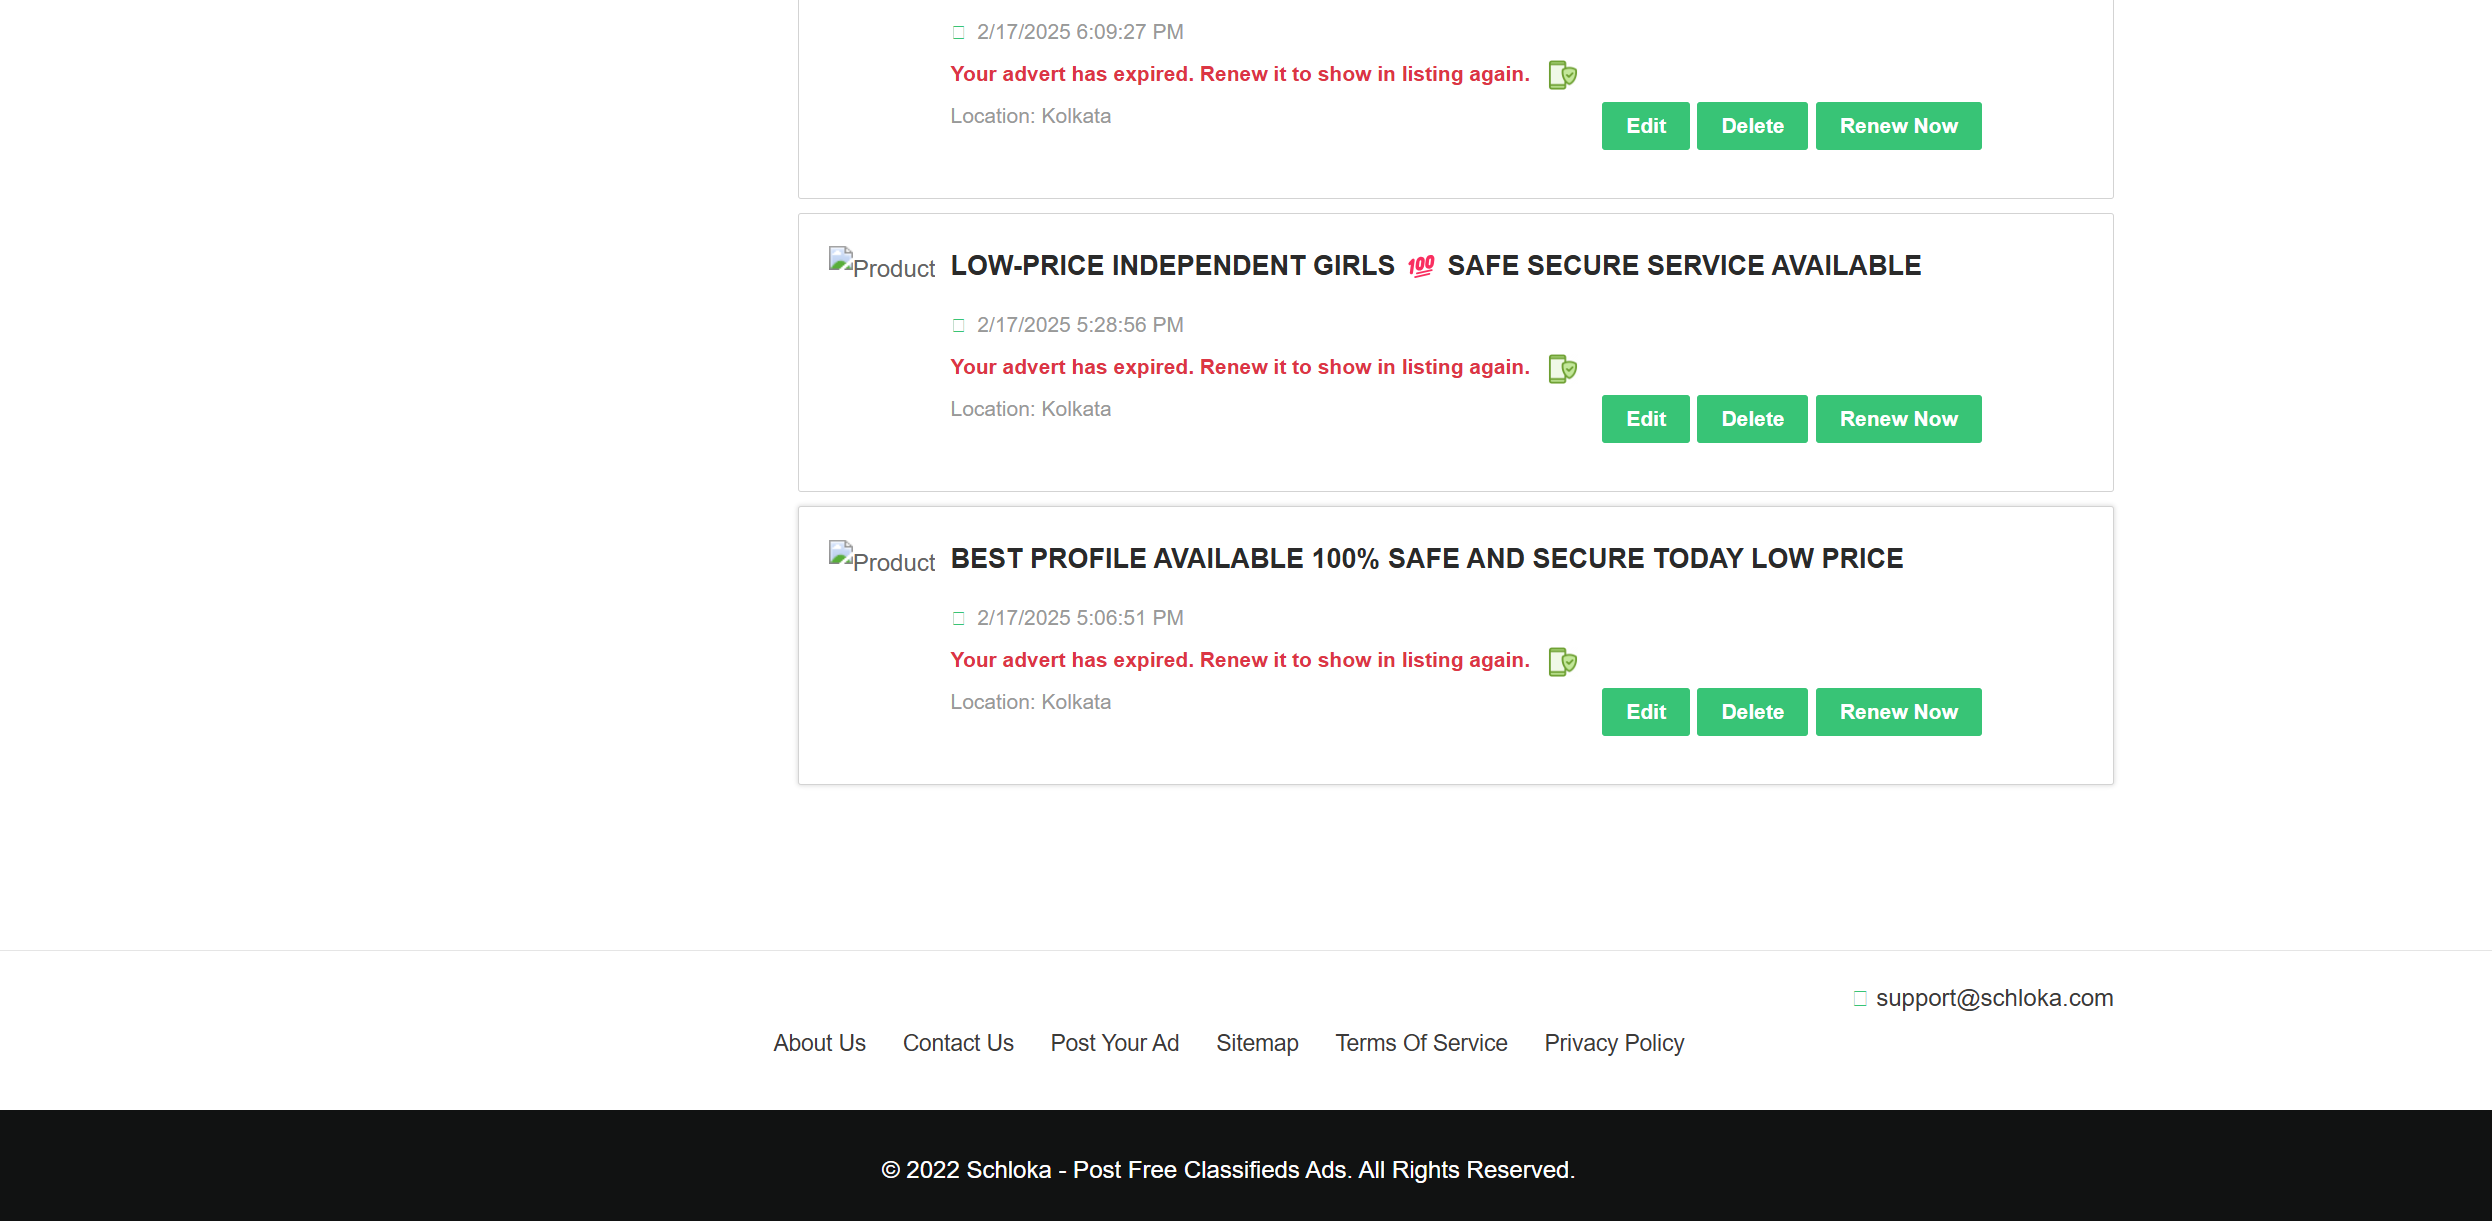 2/17/2025 6:09:27 PM
Your advert has expired. Renew it to show in listing again.
Location: Kolkata
Edit Delete Renew Now
Product LOW-PRICE INDEPENDENT GIRLS 💯 SAFE SECURE SERVICE AVAILABLE
2/17/2025 5:28:56 PM
Your advert has expired. Renew it to show in listing again.
Location: Kolkata
Edit Delete Renew Now
Product BEST PROFILE AVAILABLE 100% SAFE AND SECURE TODAY LOW PRICE
2/17/2025 5:06:51 PM
Your advert has expired. Renew it to show in listing again.
Location: Kolkata
Edit Delete Renew Now
support@schloka.com
About Us Contact Us Post Your Ad Sitemap Terms Of Service Privacy Policy
© 2022 Schloka - Post Free Classifieds Ads. All Rights Reserved.